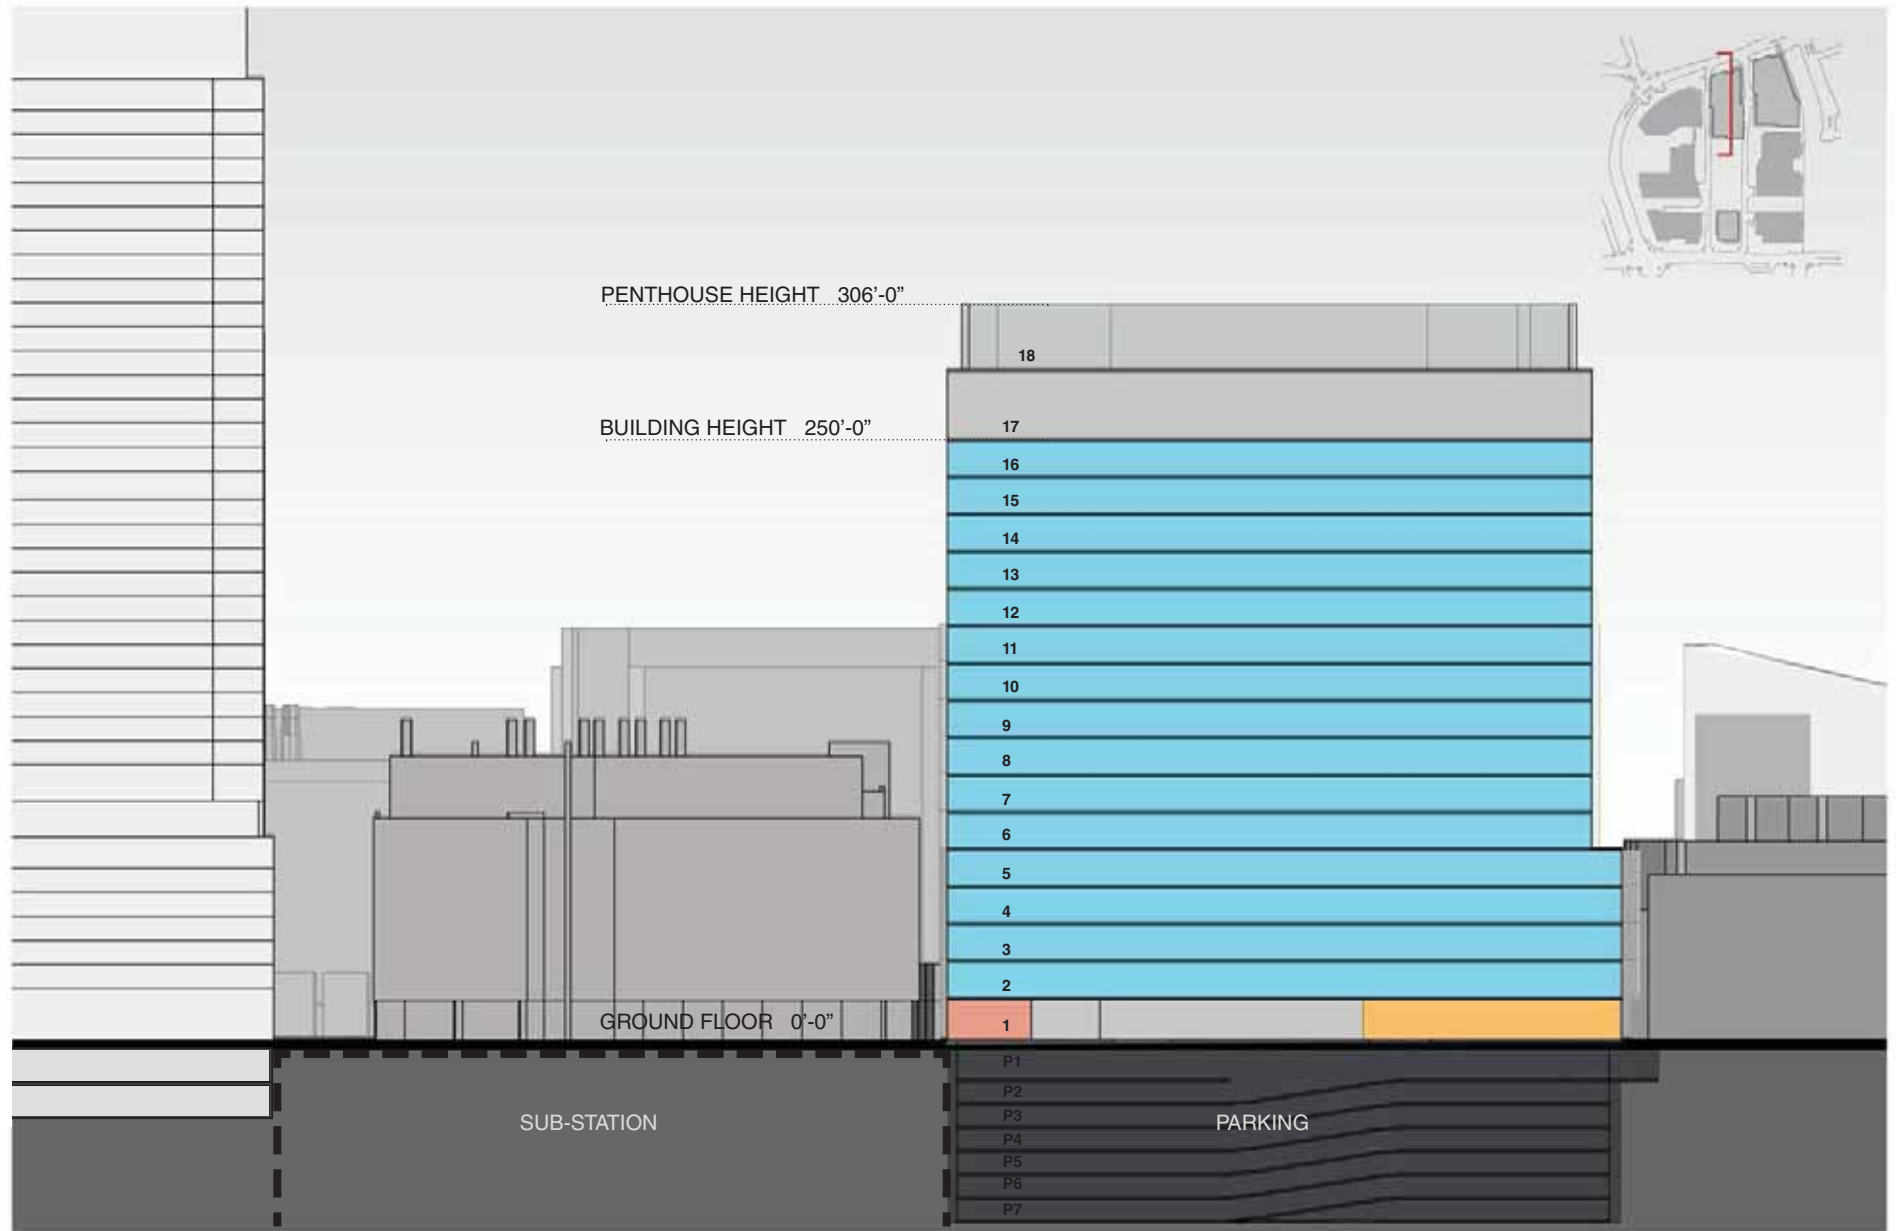 PENTHOUSE HEIGHT 306’-0”
18
BUILDING HEIGHT 250’-0”
17
16
15
14
13
12
11
10
9
8
7
6
5
4
3
2
GROUND FLOOR 0’-0”
1
P1
P2
SUB-STATION
P3
PARKING
P4
P5
P6
P7